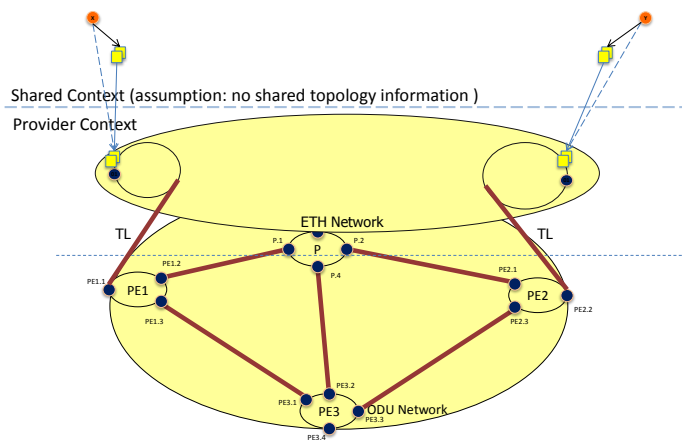 X
Y
Shared Context (assumption: no shared topology information )
Provider Context
ETH Network
TL
TL
P.1
P
P.2
PE1.2
PE2.1
PE1.1
PE1
P.4
PE2
PE2.2
PE1.3
PE2.3
PE3.2
PE3.1
PE3
ODU Network
PE3.3
PE3.4